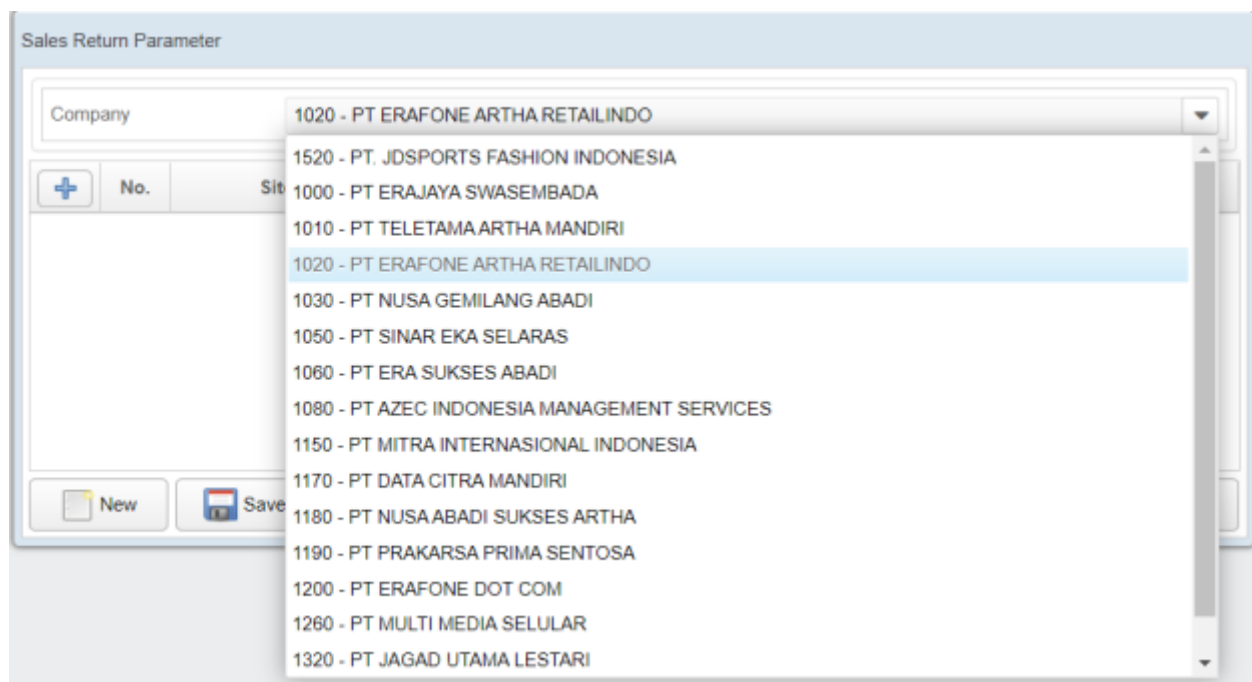 Sales Return Parameter
Company
1020 - PT ERAFONE ARTHA RETAILINDO
No.
1520 - PT. JDSPORTS FASHION INDONESIA
1000 - PT ERAJAYA SWASEMBADA
1010 - PT TELETAMA ARTHA MANDIRI
1020 - PT ERAFONE ARTHA RETAILINDO
1030 - PT NUSA GEMILANG ABADI
1050 - PT SINAR EKA SELARAS
1060 - PT ERA SUKSES ABADI
1080 - PT AZEC INDONESIA MANAGEMENT SERVICES
1150 - PT MITRA INTERNASIONAL INDONESIA
1170 - PT DATA CITRA MANDIRI
1180 - PT NUSA ABADI SUKSES ARTHA
1190 - PT PRAKARSA PRIMA SENTOSA
1200 - PT ERAFONE DOT COM
1260 - PT MULTI MEDIA SELULAR
1320 - PT JAGAD UTAMA LESTARI
New
Save